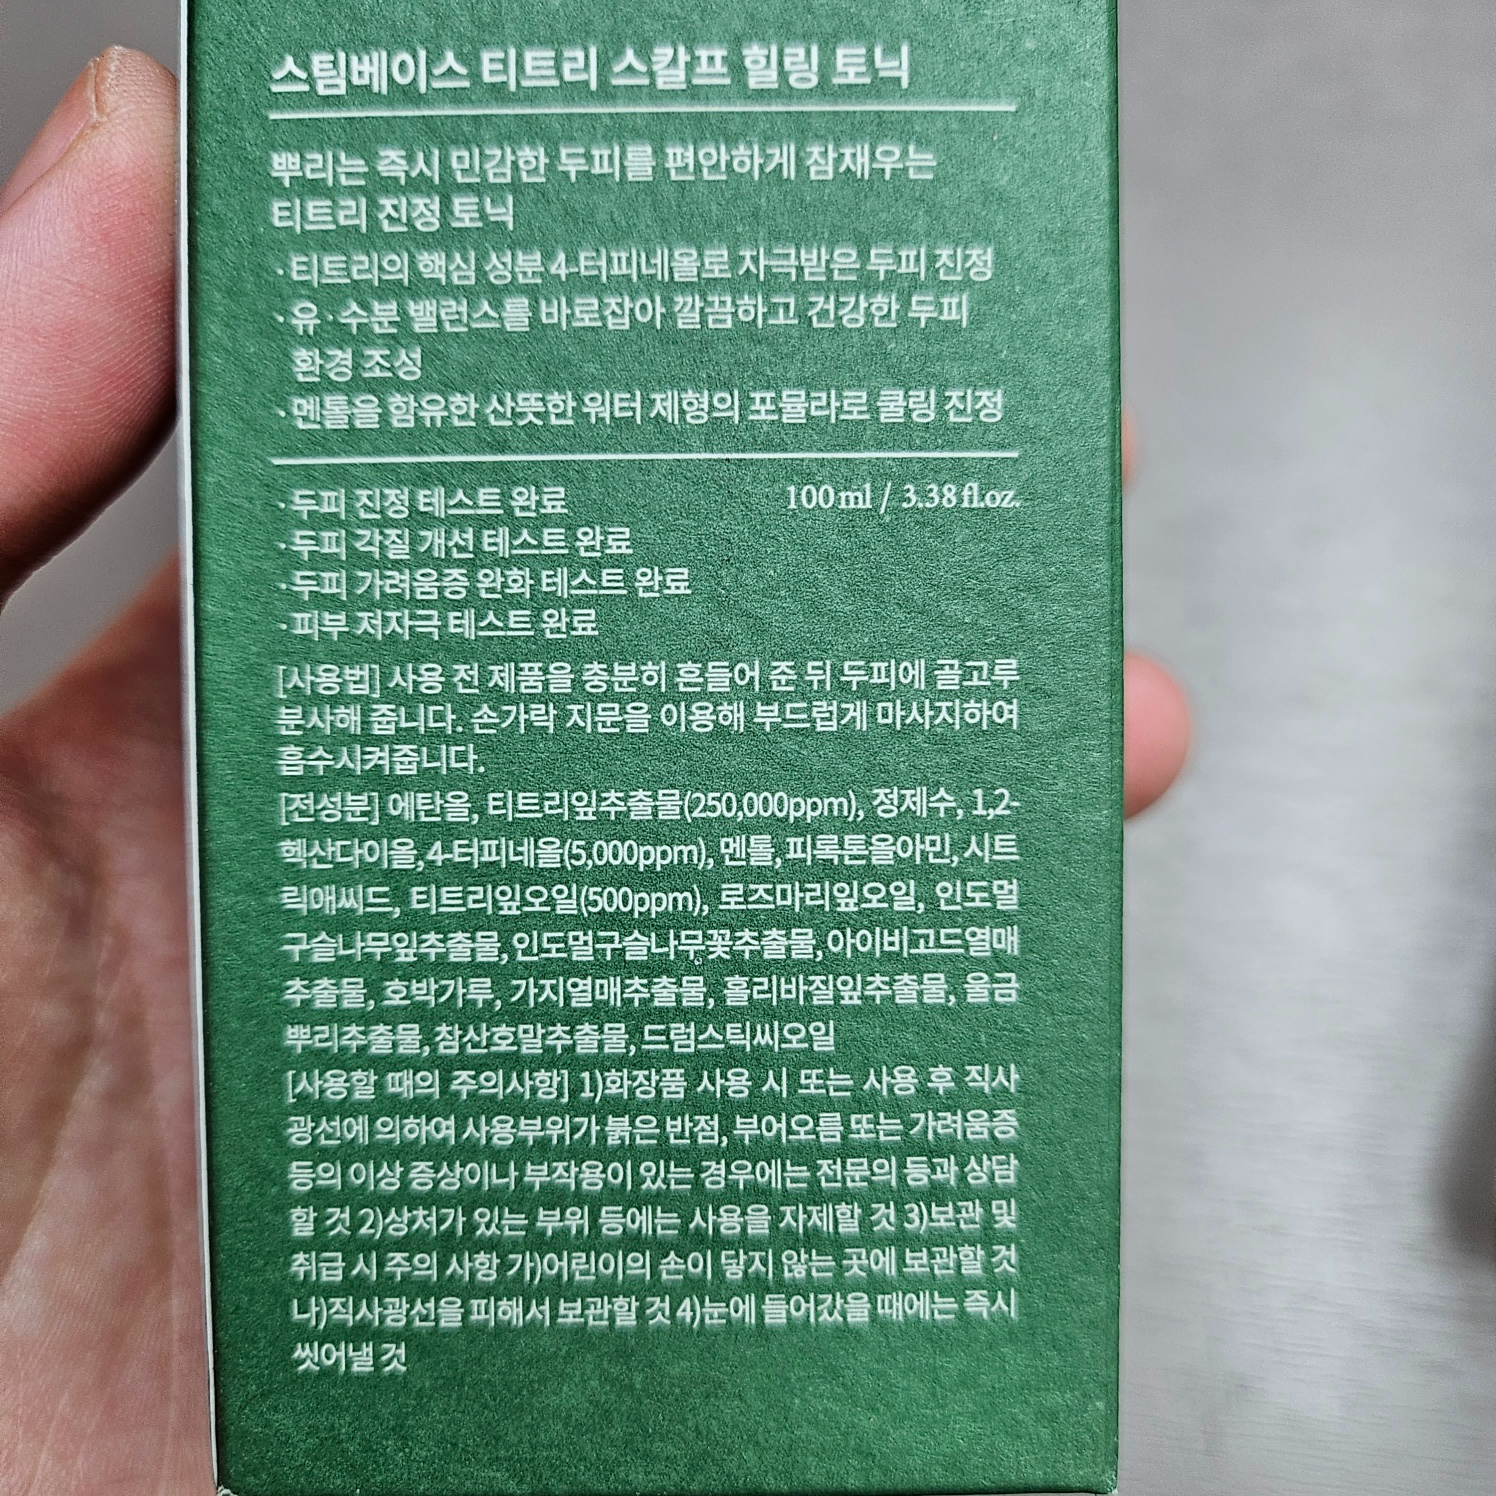 스팀베이스 티트리 스칼프 힐링 토닉
뿌리는 즉시 민감한 두피를 편안하게 잠재우는
티트리 진정 토닉
·티트리의 핵심 성분 4-터피네올로 자극받은 두피 진정
·유·수분 밸런스를 바로잡아 깔끔하고 건강한 두피
환경 조성
·멘톨을 함유한 산뜻한 워터 제형의 포뮬라로 쿨링 진정
·두피 진정 테스트 완료
100ml / 3.38fl.oz.
·두피 각질 개선 테스트 완료
·두피 가려움증 완화 테스트 완료
·피부 저자극 테스트 완료
[사용법] 사용 전 제품을 충분히 흔들어 준 뒤 두피에 골고루
분사해 줍니다. 손가락 지문을 이용해 부드럽게 마사지하여
흡수시켜줍니다.
[전성분] 에탄올, 티트리잎추출물(250,000ppm), 정제수, 1,2-
헥산다이올, 4-터피네올(5,000ppm), 멘톨, 피록톤올아민, 시트
릭애씨드, 티트리잎오일(500ppm), 로즈마리잎오일, 인도멀
구슬나무잎추출물, 인도멀구슬나무꽃추출물, 아이비고드열매
추출물, 호박가루, 가지열매추출물, 홀리바질잎추출물, 울금
뿌리추출물, 참산호말추출물, 드럼스틱씨오일
[사용할 때의 주의사항] 1)화장품 사용 시 또는 사용 후 직사
광선에 의하여 사용부위가 붉은 반점, 부어오름 또는 가려움증
등의 이상 증상이나 부작용이 있는 경우에는 전문의 등과 상담
할 것 2)상처가 있는 부위 등에는 사용을 자제할 것 3)보관 및
취급 시 주의 사항 가)어린이의 손이 닿지 않는 곳에 보관할 것
나)직사광선을 피해서 보관할 것 4)눈에 들어갔을 때에는 즉시
씻어낼 것